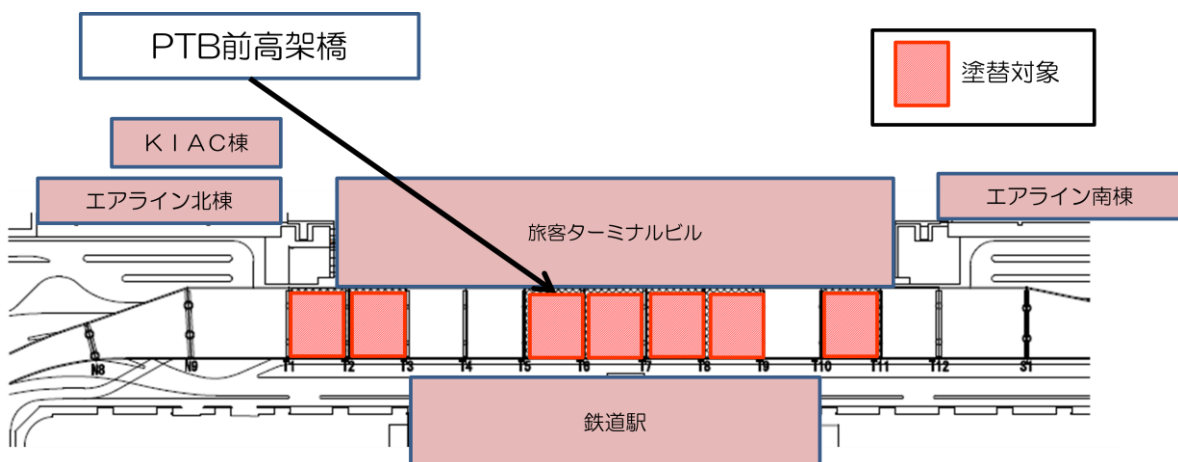 PTB前高架橋
塗替対象
KIAC棟
エアライン北棟
エアライン南棟
旅客ターミナルビル
N8
N9
T1
T2
T3
T4
T5
T6
T7
T8
T9
T10
T11
T12
S1
鉄道駅